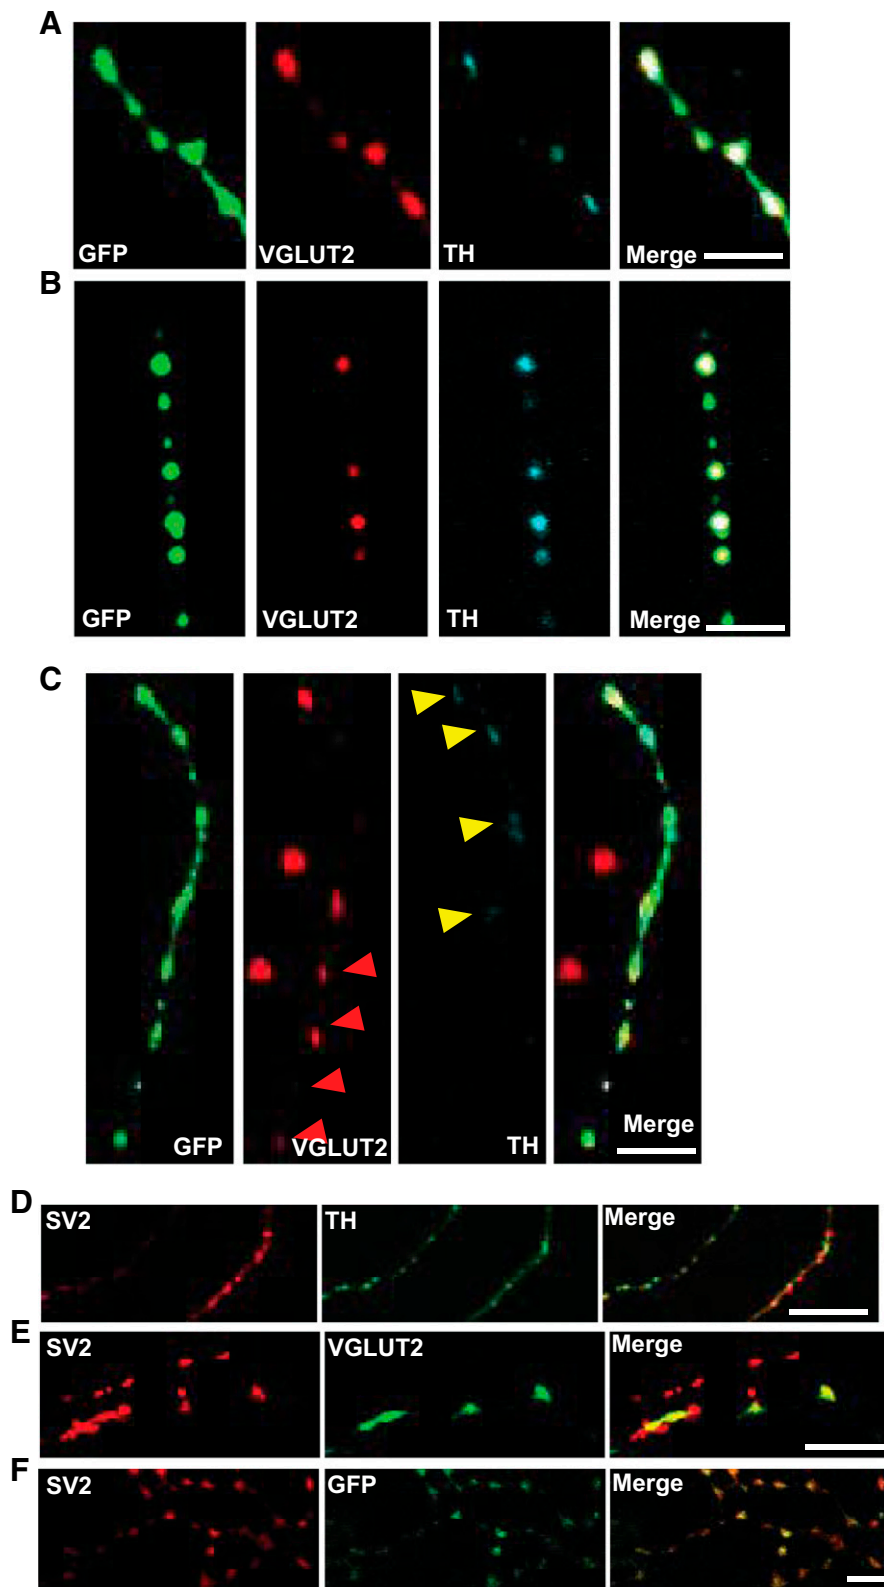 A
GFP
VGLUT2
TH
Merge
B
GFP
VGLUT2
TH
Merge
C
GFP
VGLUT2
TH
Merge
D
SV2
TH
Merge
E
SV2
VGLUT2
Merge
F
SV2
GFP
Merge